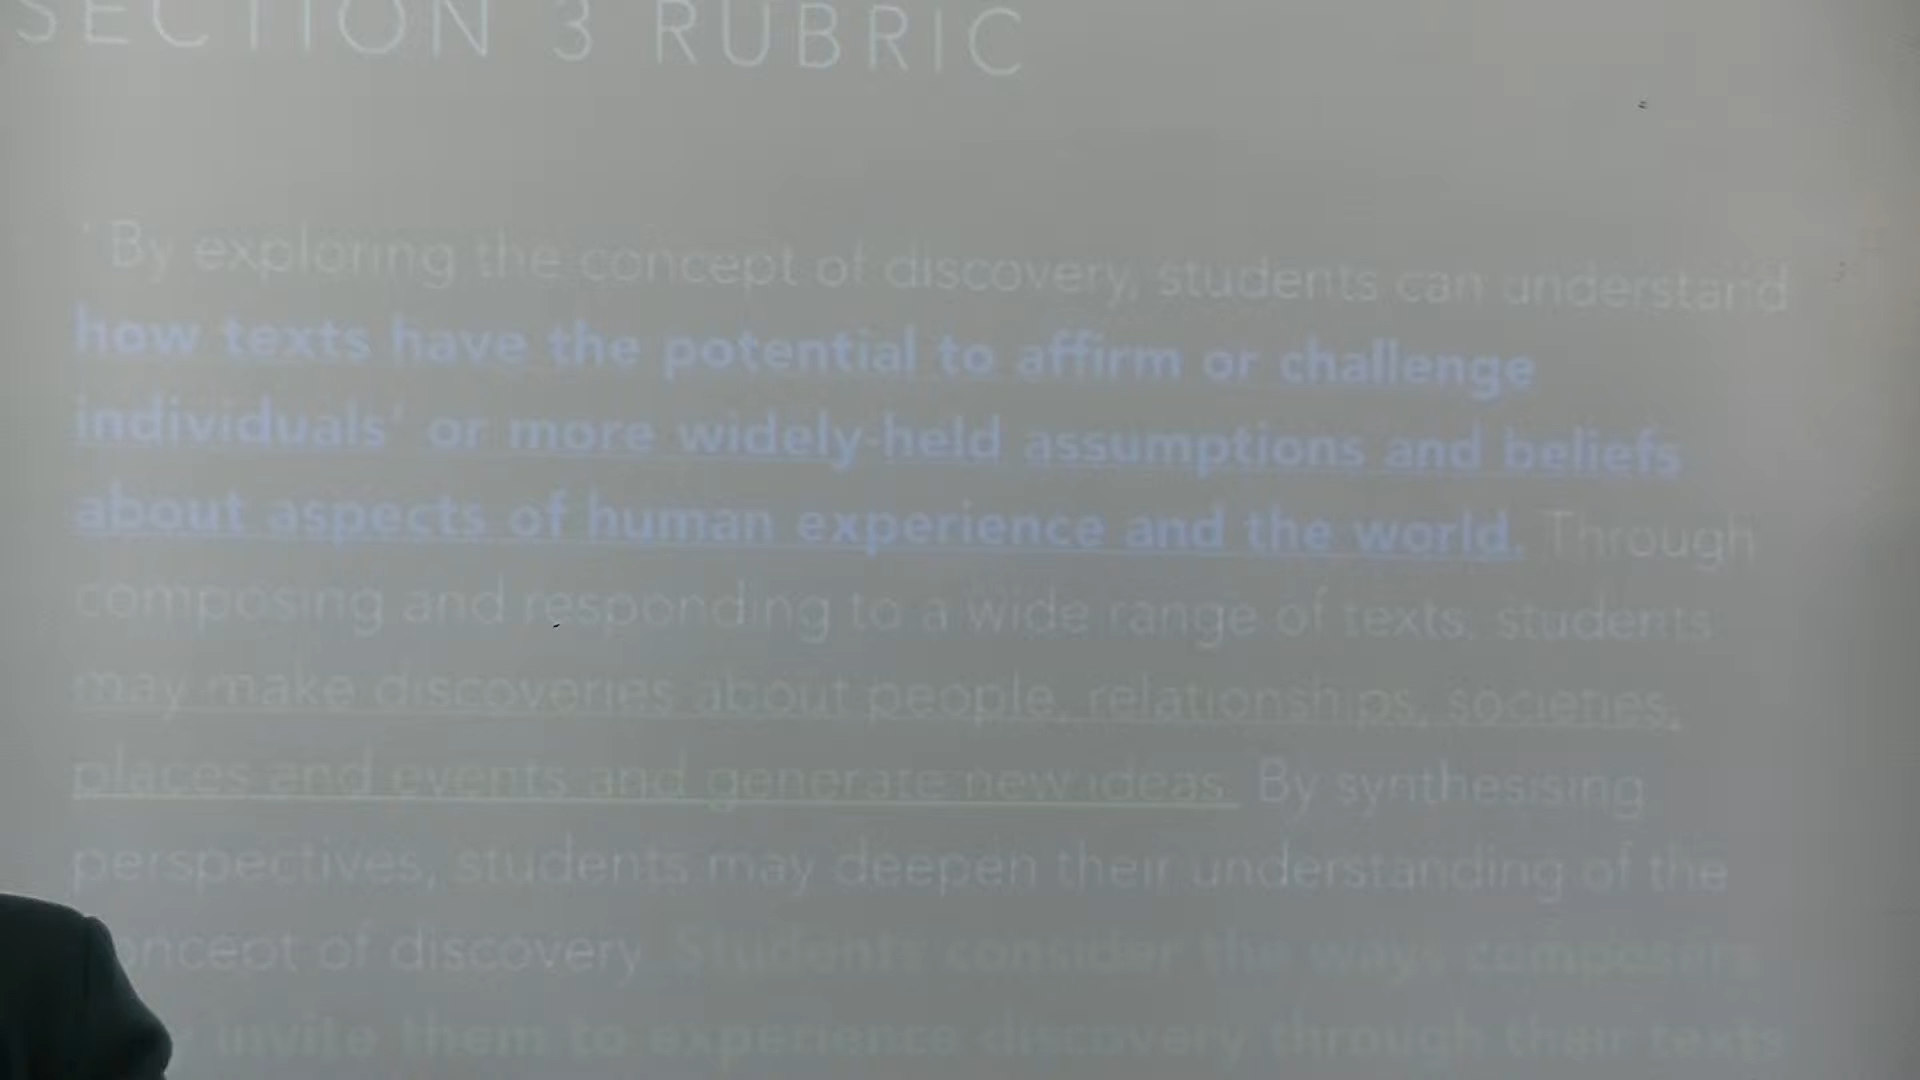 SECTION 3 RUBRIC
By exploring the concept of discovery, students can understand
how texts have the potential to affirm or challenge
individuals' or more widely-held assumptions and beliefs
about aspects of human experience and the world. Through
composing and responding to a wide range of texts, students
may make discoveries about people, relationships, societies,
places and events and generate new ideas. By synthesising
perspectives, students may deepen their understanding of the
concept of discovery. Students consider the ways composers
invite them to experience discovery through their texts